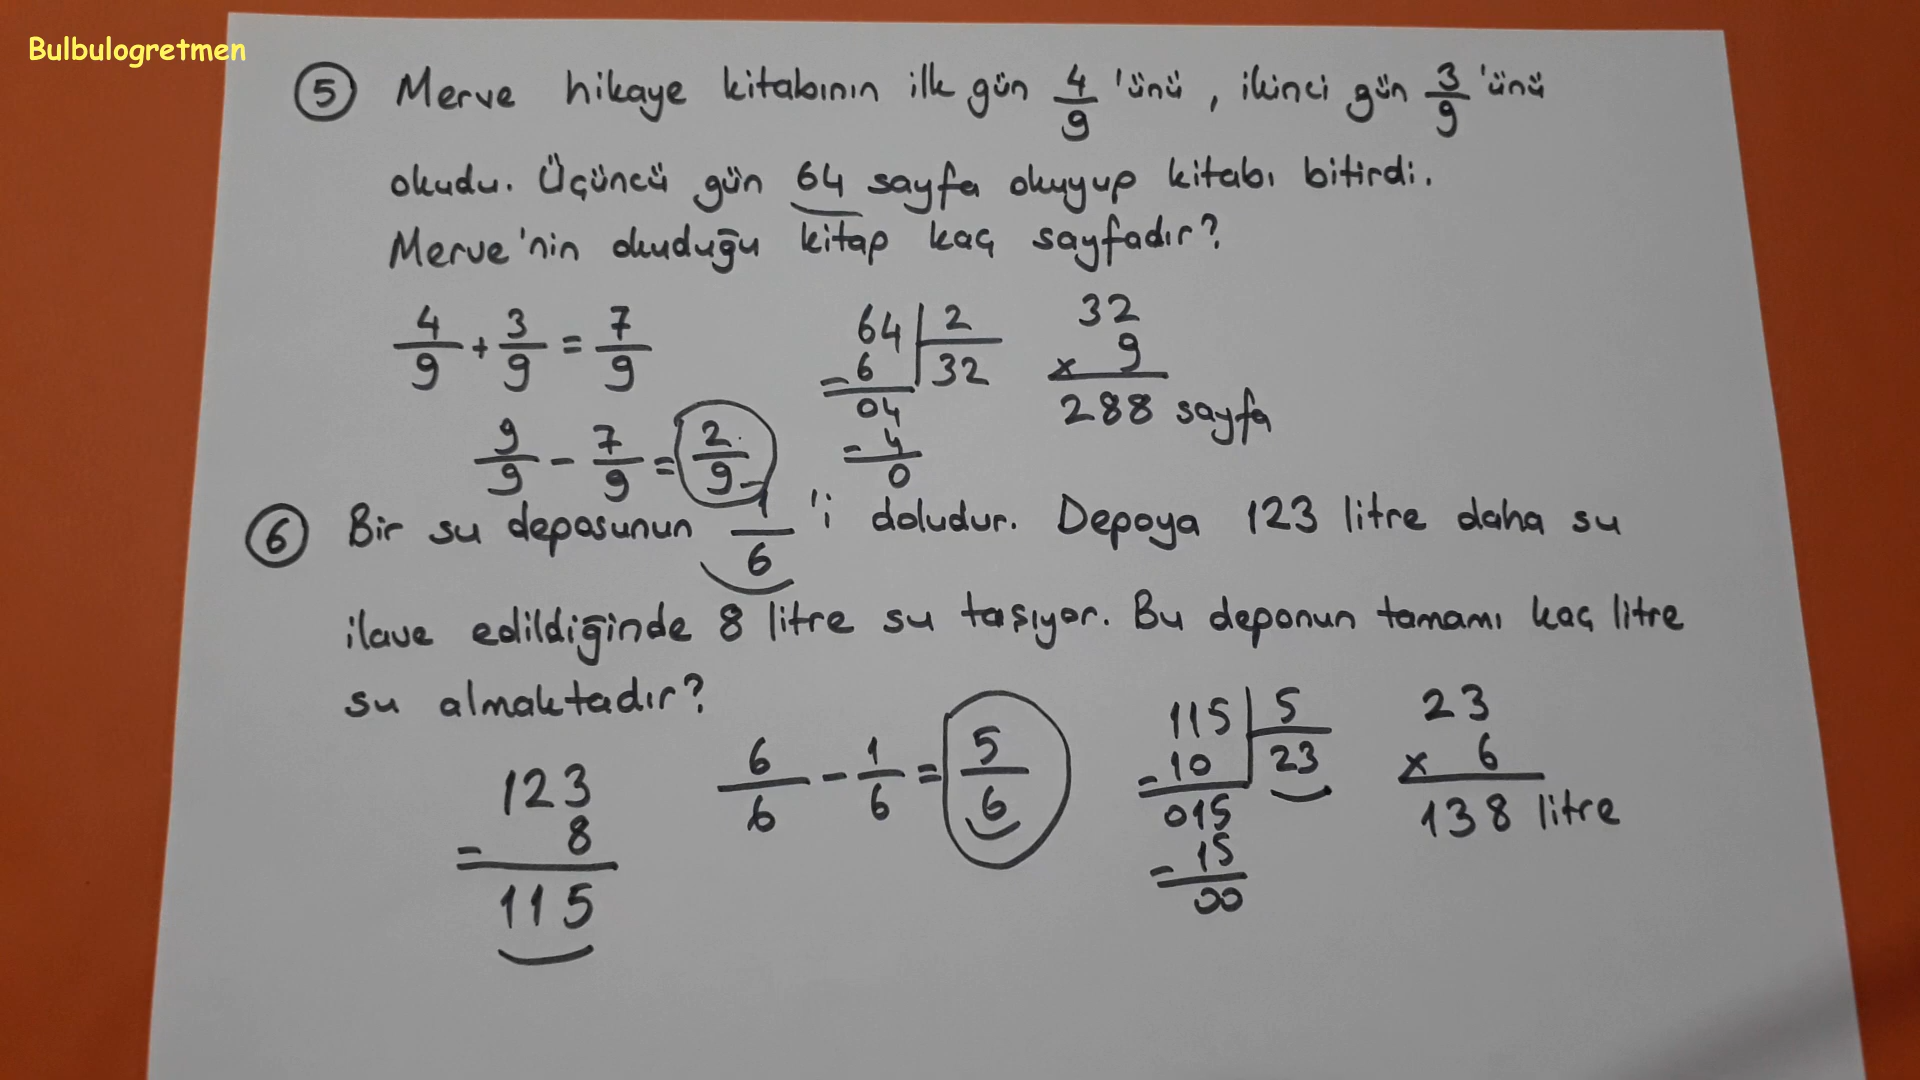 Bulbulogretmen
5 Merve hikaye kitabının ilk gün 4/9 'ünü, ikinci gün 3/9 'ünü
okudu. Üçüncü gün 64 sayfa okuyup kitabı bitirdi.
Merve'nin okuduğu kitap kaç sayfadır?
4/9 + 3/9 = 7/9
9/9 - 7/9 = 2/9
64 | 2
- 6 | 32
04
- 4
0
32
x 9
288 sayfa
6 Bir su deposunun 1/6 'i doludur. Depoya 123 litre daha su
ilave edildiğinde 8 litre su taşıyor. Bu deponun tamamı kaç litre
su almaktadır?
123
- 8
115
6/6 - 1/6 = 5/6
115 | 5
- 10 | 23
015
- 15
00
23
x 6
138 litre